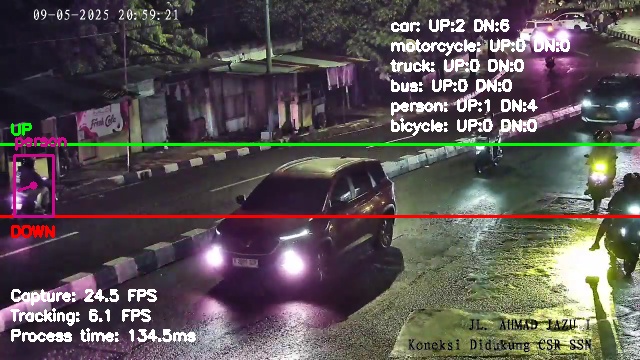 09-05-2025 20:59:21
car: UP:2 DN:6
motorcycle: UP:0 DN:0
truck: UP:0 DN:0
bus: UP:0 DN:0
person: UP:1 DN:4
bicycle: UP:0 DN:0
Fresh Cafe
UP
person
DOWN
Capture: 24.5 FPS
Tracking: 6.1 FPS
Process time: 134.5ms
JL. AHMAD YAZU I
Koneksi Didukung CSR SSN